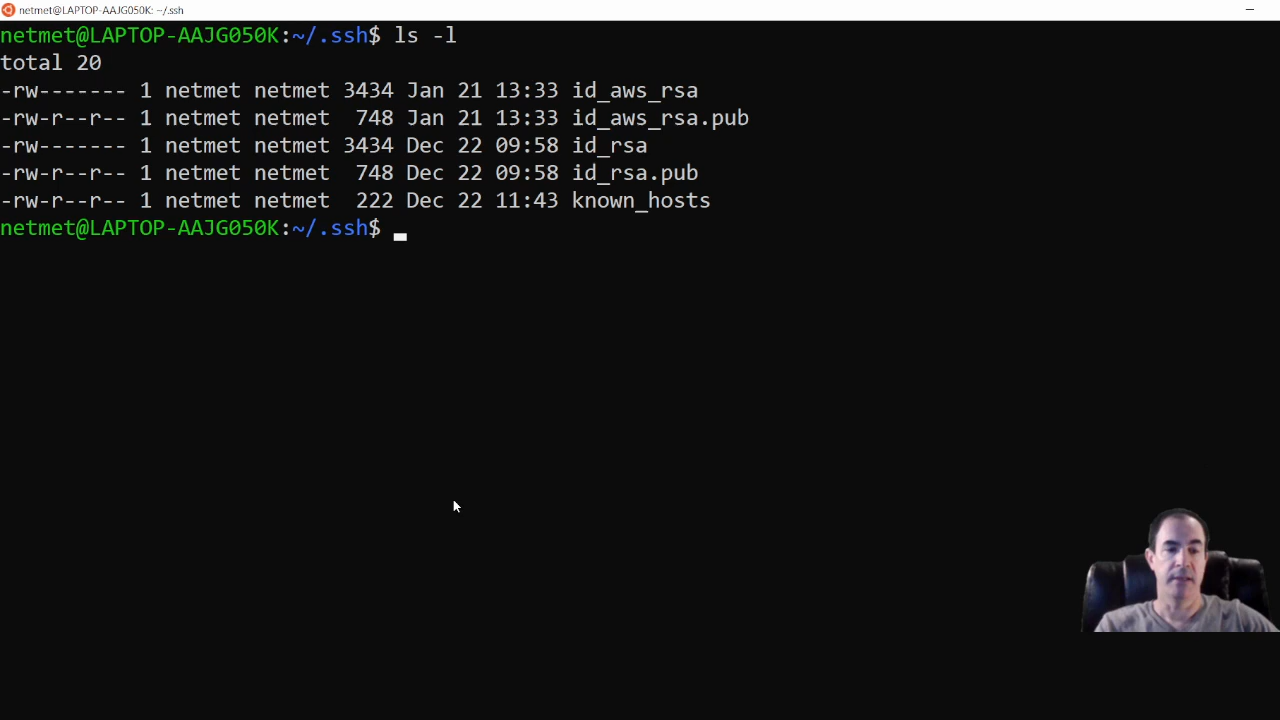 netmet@LAPTOP-AAJG050K: ~/.ssh
netmet@LAPTOP-AAJG050K:~/.ssh$ ls -l
total 20
-rw------- 1 netmet netmet 3434 Jan 21 13:33 id_aws_rsa
-rw-r--r-- 1 netmet netmet  748 Jan 21 13:33 id_aws_rsa.pub
-rw------- 1 netmet netmet 3434 Dec 22 09:58 id_rsa
-rw-r--r-- 1 netmet netmet  748 Dec 22 09:58 id_rsa.pub
-rw-r--r-- 1 netmet netmet  222 Dec 22 11:43 known_hosts
netmet@LAPTOP-AAJG050K:~/.ssh$